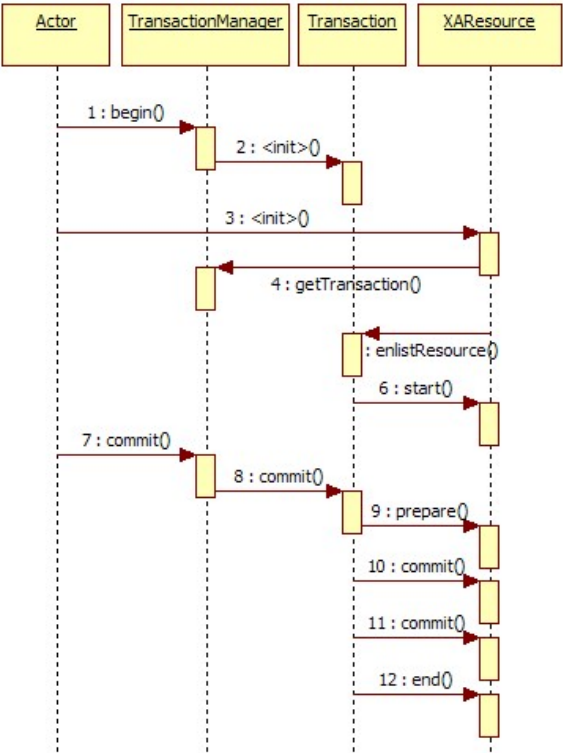 Actor
TransactionManager
Transaction
XAResource
1 : begin()
2 : <init>()
3 : <init>()
4 : getTransaction()
: enlistResource()
6 : start()
7 : commit()
8 : commit()
9 : prepare()
10 : commit()
11 : commit()
12 : end()